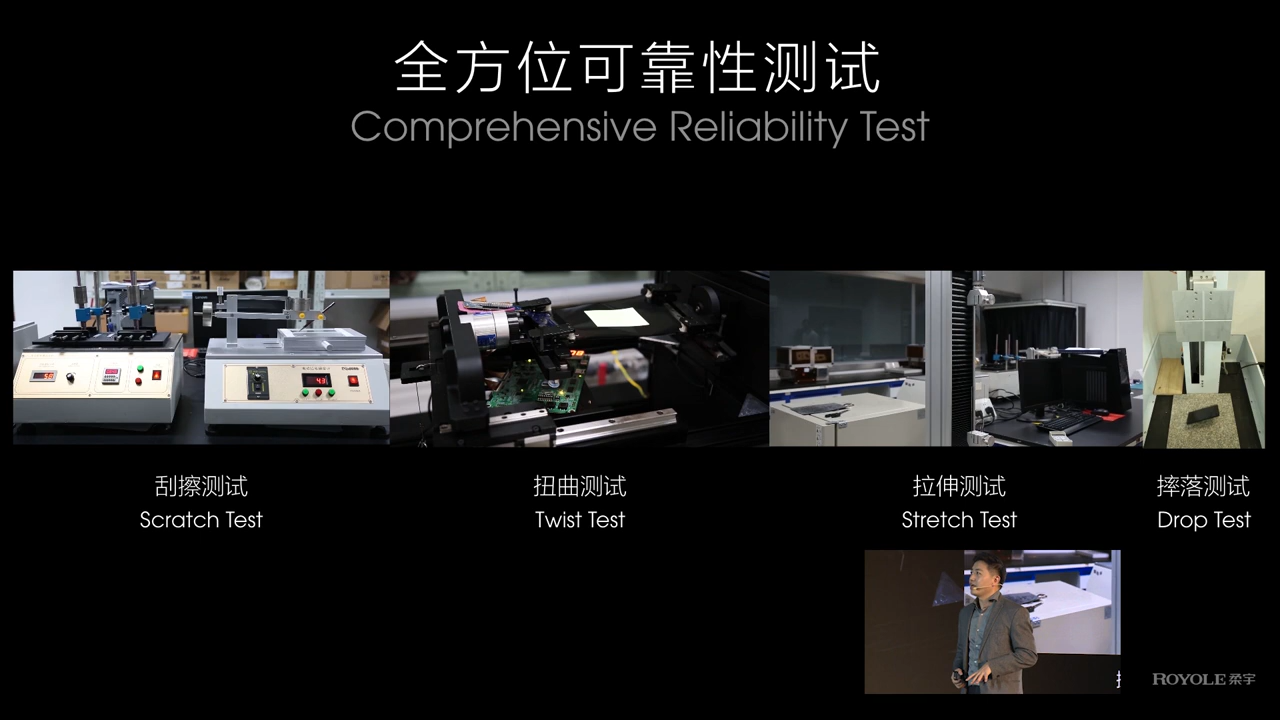 全方位可靠性测试
Comprehensive Reliability Test
刮擦测试
Scratch Test
扭曲测试
Twist Test
拉伸测试
Stretch Test
摔落测试
Drop Test
ROYOLE 柔宇